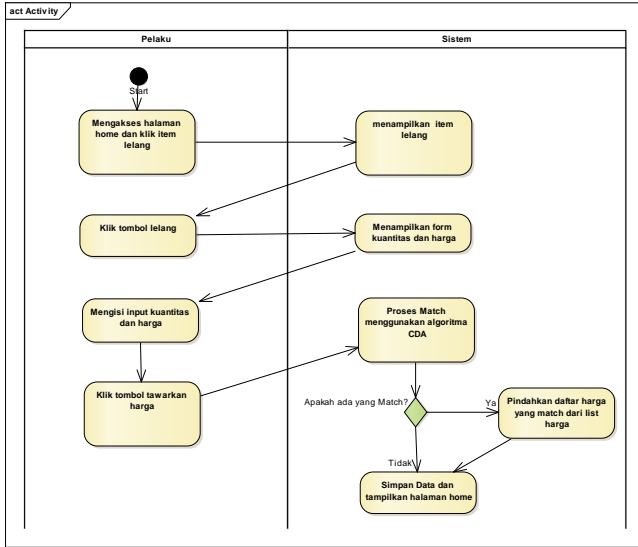 act Activity
Pelaku
Sistem
Start
Mengakses halaman
home dan klik item
lelang
menampilkan item
lelang
Klik tombol lelang
Menampilkan form
kuantitas dan harga
Mengisi input kuantitas
dan harga
Proses Match
menggunakan algoritma
CDA
Klik tombol tawarkan
harga
Apakah ada yang Match?
Ya
Pindahkan daftar harga
yang match dari list
harga
Tidak
Simpan Data dan
tampilkan halaman home